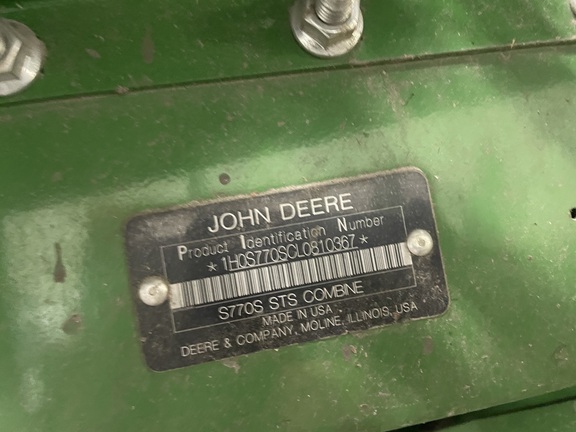 JOHN DEERE
Product Identification Number
*1H0S770SCL0810367*
S770S STS COMBINE
MADE IN USA
DEERE & COMPANY, MOLINE, ILLINOIS, USA